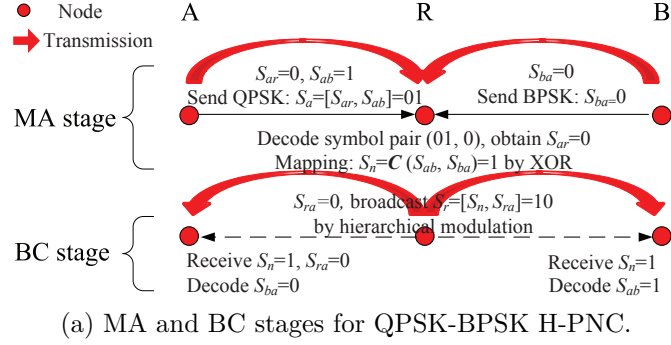 A R B
Node
Transmission
S_ar=0, S_ab=1 S_ba=0
Send QPSK: S_a=[S_ar, S_ab]=01 Send BPSK: S_ba=0
MA stage
Decode symbol pair (01, 0), obtain S_ar=0
Mapping: S_n=C (S_ab, S_ba)=1 by XOR
S_ra=0, broadcast S_r=[S_n, S_ra]=10
by hierarchical modulation
BC stage
Receive S_n=1, S_ra=0 Receive S_n=1
Decode S_ba=0 Decode S_ab=1
(a) MA and BC stages for QPSK-BPSK H-PNC.